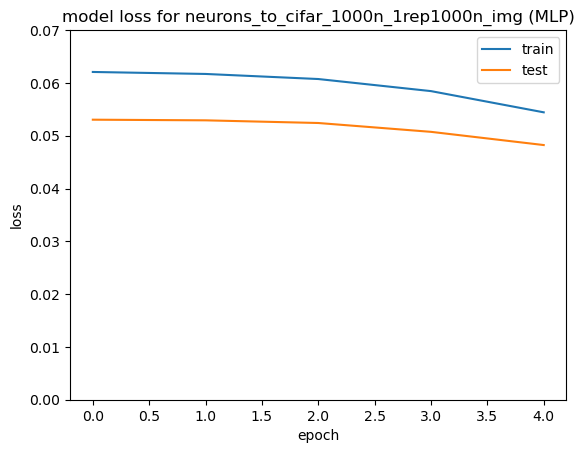 model loss for neurons_to_cifar_1000n_1rep1000n_img (MLP)
train
test
0.07
0.06
0.05
0.04
0.03
0.02
0.01
0.00
loss
0.0 0.5 1.0 1.5 2.0 2.5 3.0 3.5 4.0
epoch